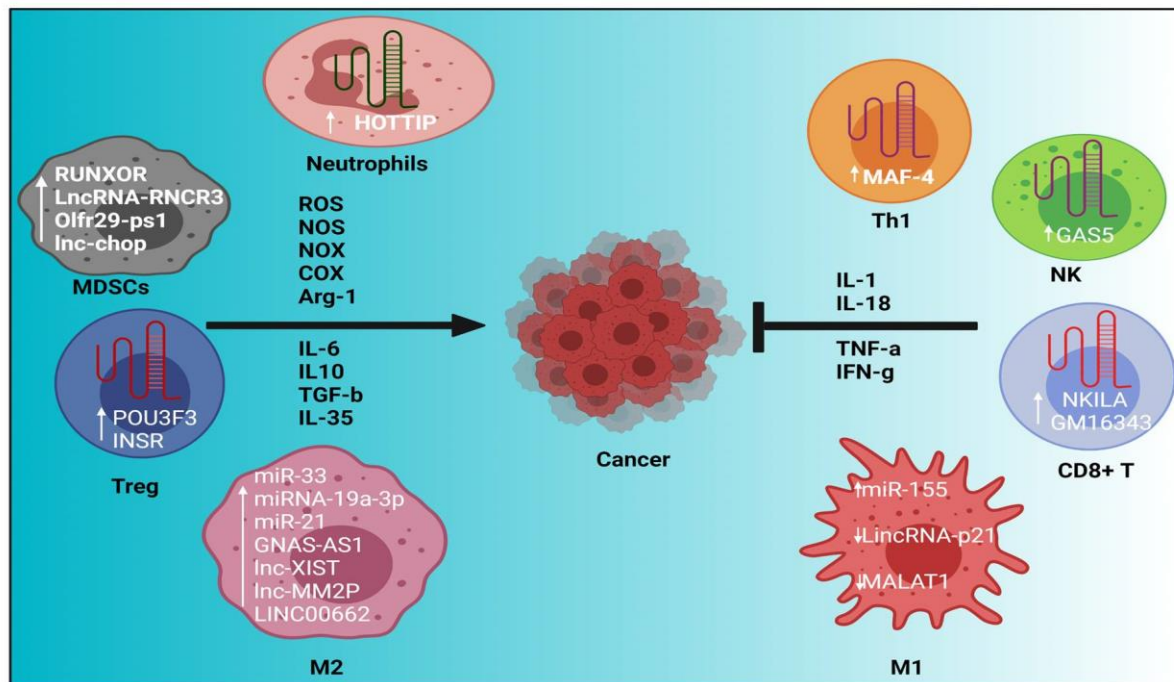 ↑ HOTTIP
Neutrophils
RUNXOR
LncRNA-RNCR3
Olfr29-ps1
lnc-chop
MDSCs
ROS
NOS
NOX
COX
Arg-1
IL-6
IL10
TGF-b
IL-35
POU3F3
INSR
Treg
miR-33
miRNA-19a-3p
miR-21
GNAS-AS1
lnc-XIST
lnc-MM2P
LINC00662
M2
Cancer
↑MAF-4
Th1
↑GAS5
NK
IL-1
IL-18
TNF-a
IFN-g
NKILA
GM16343
CD8+ T
↑miR-155
↓LincRNA-p21
↓MALAT1
M1